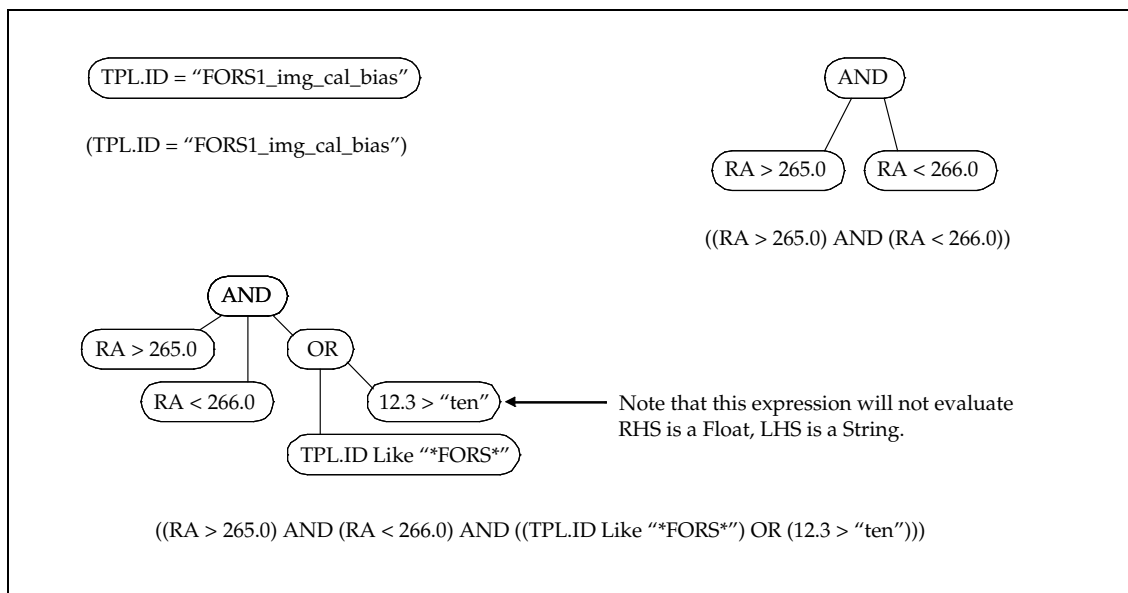 TPL.ID = “FORS1_img_cal_bias”
(TPL.ID = “FORS1_img_cal_bias”)
AND
RA > 265.0
RA < 266.0
((RA > 265.0) AND (RA < 266.0))
AND
RA > 265.0
OR
RA < 266.0
12.3 > “ten”
Note that this expression will not evaluate
RHS is a Float, LHS is a String.
TPL.ID Like “*FORS*”
((RA > 265.0) AND (RA < 266.0) AND ((TPL.ID Like “*FORS*”) OR (12.3 > “ten”)))